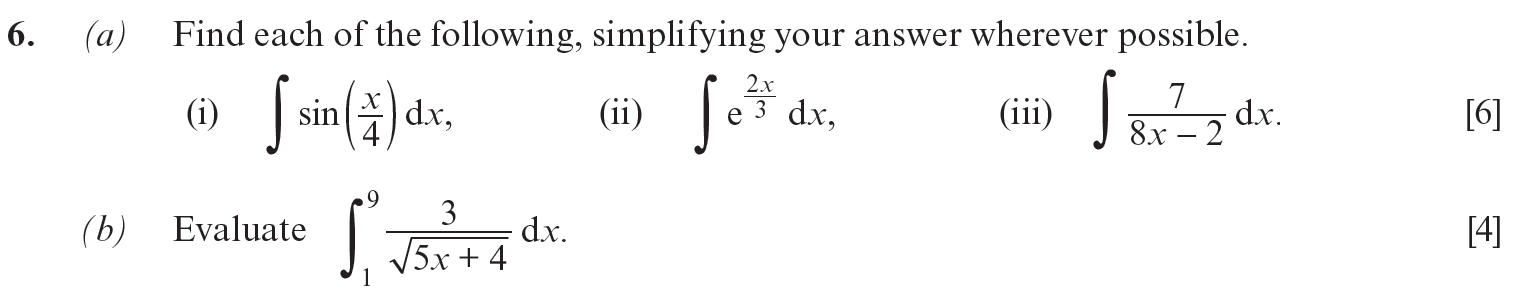 6. (a) Find each of the following, simplifying your answer wherever possible.
(i) ∫ sin(x/4) dx, (ii) ∫ e^(2x/3) dx, (iii) ∫ 7/(8x − 2) dx. [6]
(b) Evaluate ∫₁⁹ 3/√(5x + 4) dx. [4]